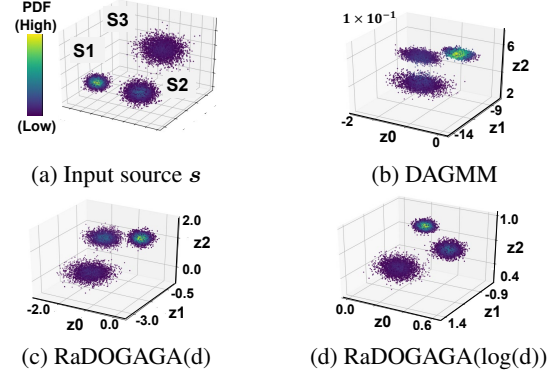 PDF
(High)
(Low)
S1
S3
S2
(a) Input source s
1 × 10⁻¹
6
z2
2
-9
z1
-14
-2
z0
0
(b) DAGMM
2.0
z2
0.0
-0.5
z1
-3.0
-2.0
z0
0.0
(c) RaDOGAGA(d)
1.0
z2
0.4
-0.9
z1
1.4
0.0
z0
0.6
(d) RaDOGAGA(log(d))